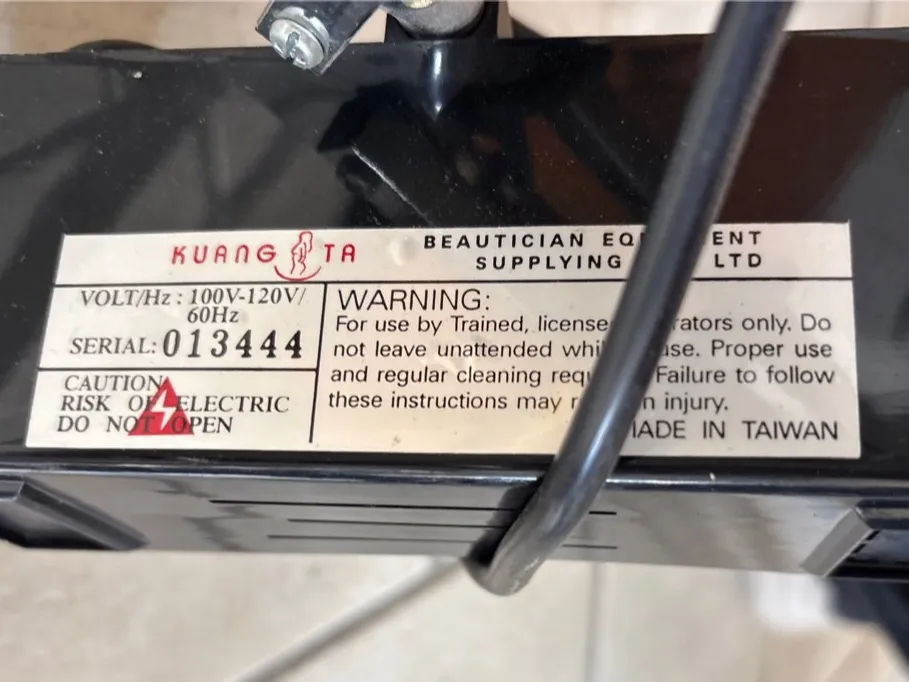 KUANG TA
BEAUTICIAN EQ ENT
SUPPLYING LTD
VOLT/Hz : 100V-120V/
60Hz
SERIAL: 013444
CAUTION
RISK OF ELECTRIC
DO NOT OPEN
WARNING:
For use by Trained, license rators only. Do
not leave unattended whi use. Proper use
and regular cleaning req Failure to follow
these instructions may r n injury.
MADE IN TAIWAN